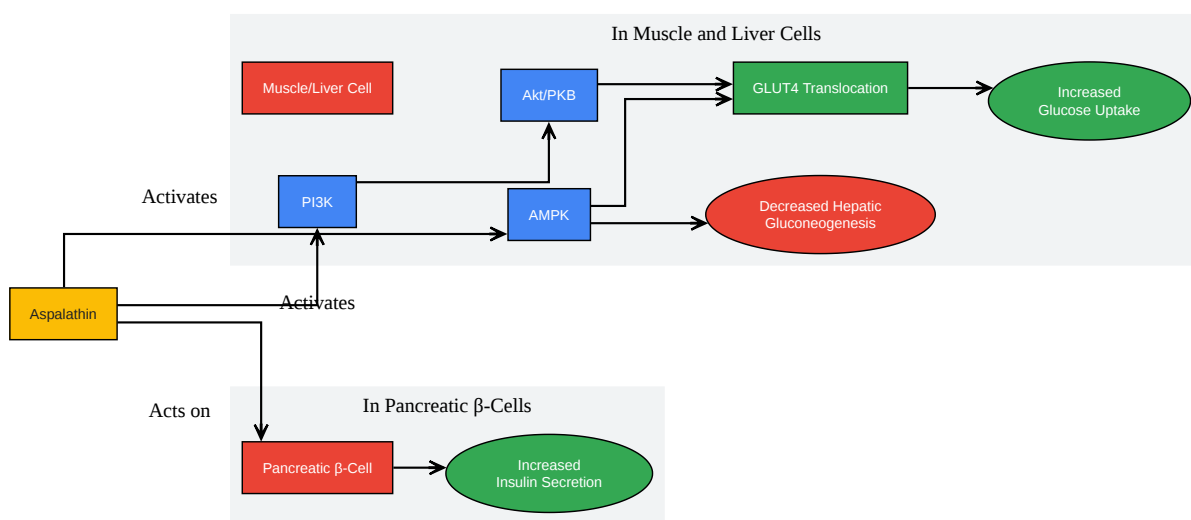 In Muscle and Liver Cells
Muscle/Liver Cell
Akt/PKB
GLUT4 Translocation
Increased
Glucose Uptake
Activates
PI3K
AMPK
Decreased Hepatic
Gluconeogenesis
Activates
Aspalathin
Acts on
In Pancreatic β-Cells
Pancreatic β-Cell
Increased
Insulin Secretion